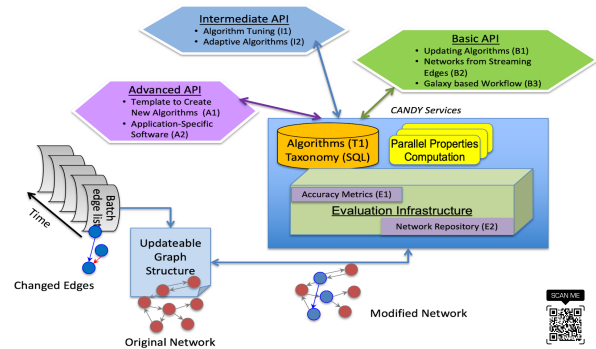 Intermediate API
• Algorithm Tuning (I1)
• Adaptive Algorithms (I2)
Basic API
• Updating Algorithms (B1)
• Networks from Streaming
Edges (B2)
• Galaxy based Workflow (B3)
Advanced API
• Template to Create
New Algorithms (A1)
• Application-Specific
Software (A2)
CANDY Services
Algorithms (T1)
Taxonomy (SQL)
Parallel Properties
Computation
Accuracy Metrics (E1)
Evaluation Infrastructure
Network Repository (E2)
Batch
edge list
Time
Updateable
Graph
Structure
Changed Edges
Original Network
Modified Network
SCAN ME